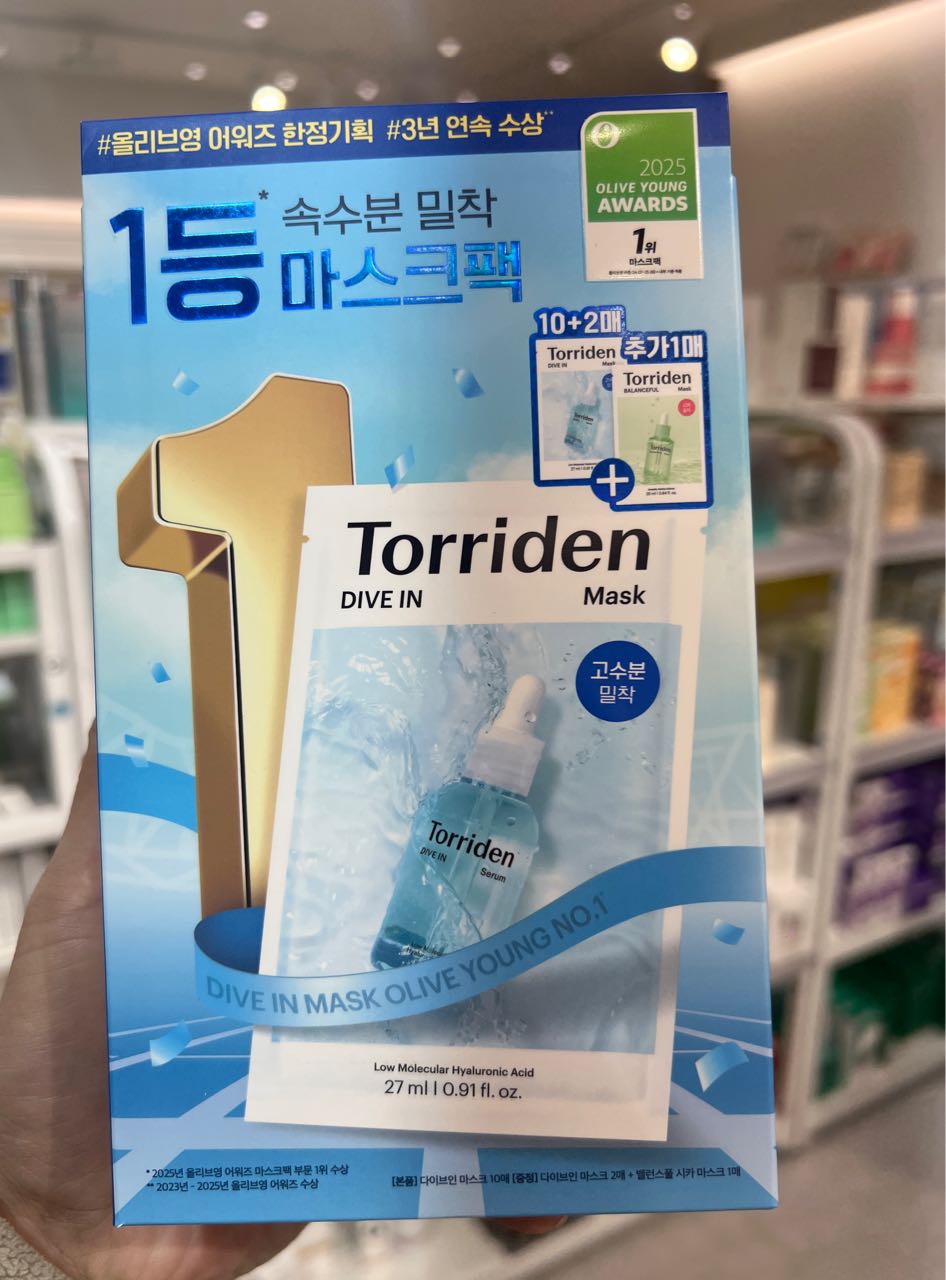 #올리브영 어워즈 한정기획 #3년 연속 수상**
2025
OLIVE YOUNG
AWARDS
1위
마스크팩
1등* 속수분 밀착
마스크팩
10+2매
추가1매
Torriden
DIVE IN Mask
Torriden
BALANCEFUL Mask
Torriden
+
Torriden
DIVE IN Mask
고수분
밀착
Torriden
DIVE IN
Serum
DIVE IN MASK OLIVE YOUNG NO.1*
Low Molecular Hyaluronic Acid
27 ml | 0.91 fl. oz.
* 2025년 올리브영 어워즈 마스크팩 부문 1위 수상
** 2023년 - 2025년 올리브영 어워즈 수상
[본품] 다이브인 마스크 10매 [증정] 다이브인 마스크 2매 + 밸런스풀 시카 마스크 1매